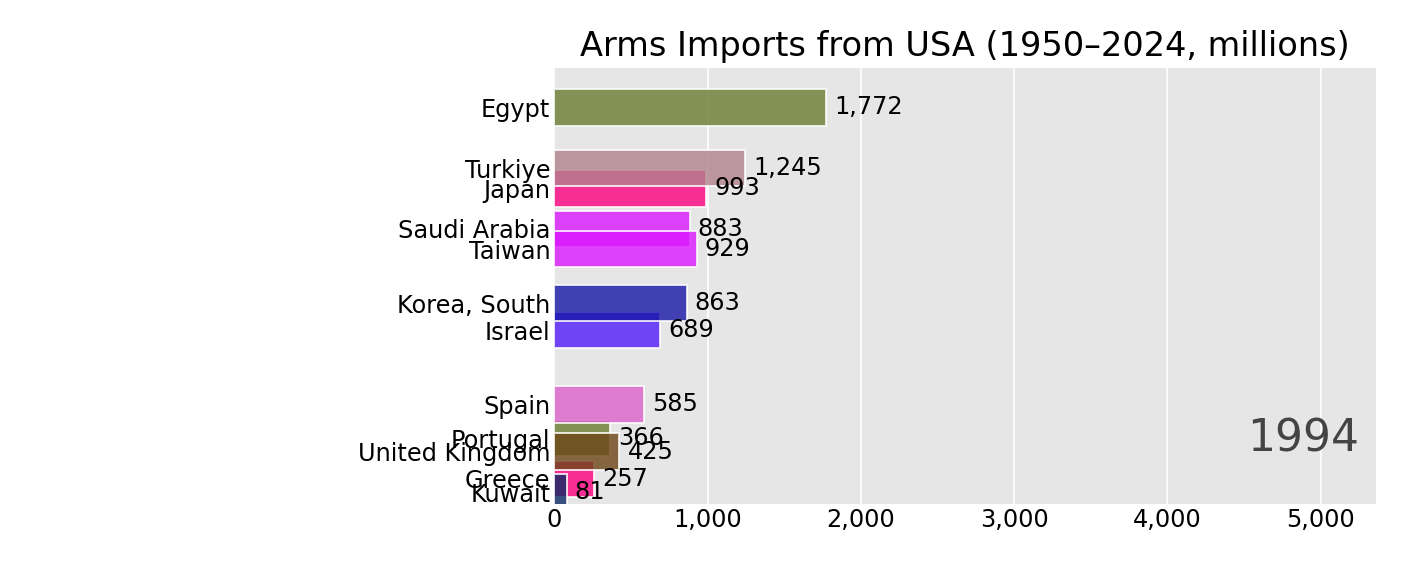 Arms Imports from USA (1950–2024, millions)
Egypt 1,772
Turkiye 1,245
Japan 993
Saudi Arabia 883
Taiwan 929
Korea, South 863
Israel 689
Spain 585
Portugal 366
United Kingdom 425
Greece 257
Kuwait 81
1994
0 1,000 2,000 3,000 4,000 5,000